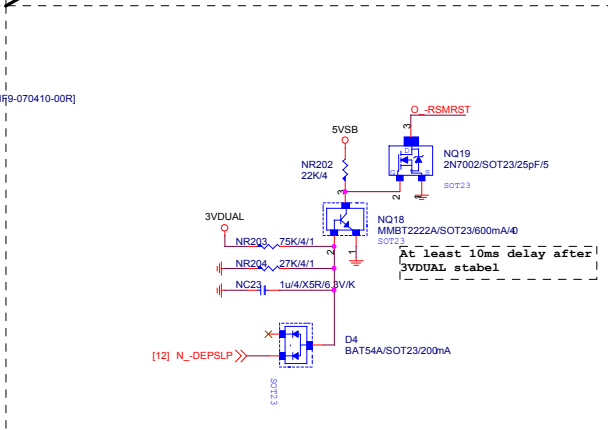 F9-070410-00R]
O_-RSMRST
3
5VSB
D
G
S
NQ19
2N7002/SOT23/25pF/5
SOT23
NR202
22K/4
2
1
3
3VDUAL
NQ18
MMBT2222A/SOT23/600mA/40
SOT23
NR203
75K/4/1
2
1
At least 10ms delay after
3VDUAL stabel
NR204
27K/4/1
NC23
1u/4/X5R/6.3V/K
D4
BAT54A/SOT23/200mA
[12] N_-DEPSLP
SOT23